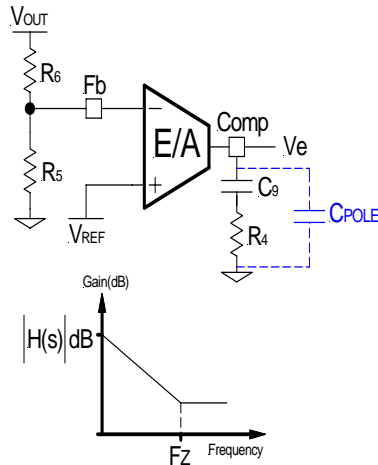 VOUT
R6
Fb
E/A
Comp
Ve
R5
C9
CPOLE
VREF
R4
Gain(dB)
|H(s)|dB
FZ
Frequency